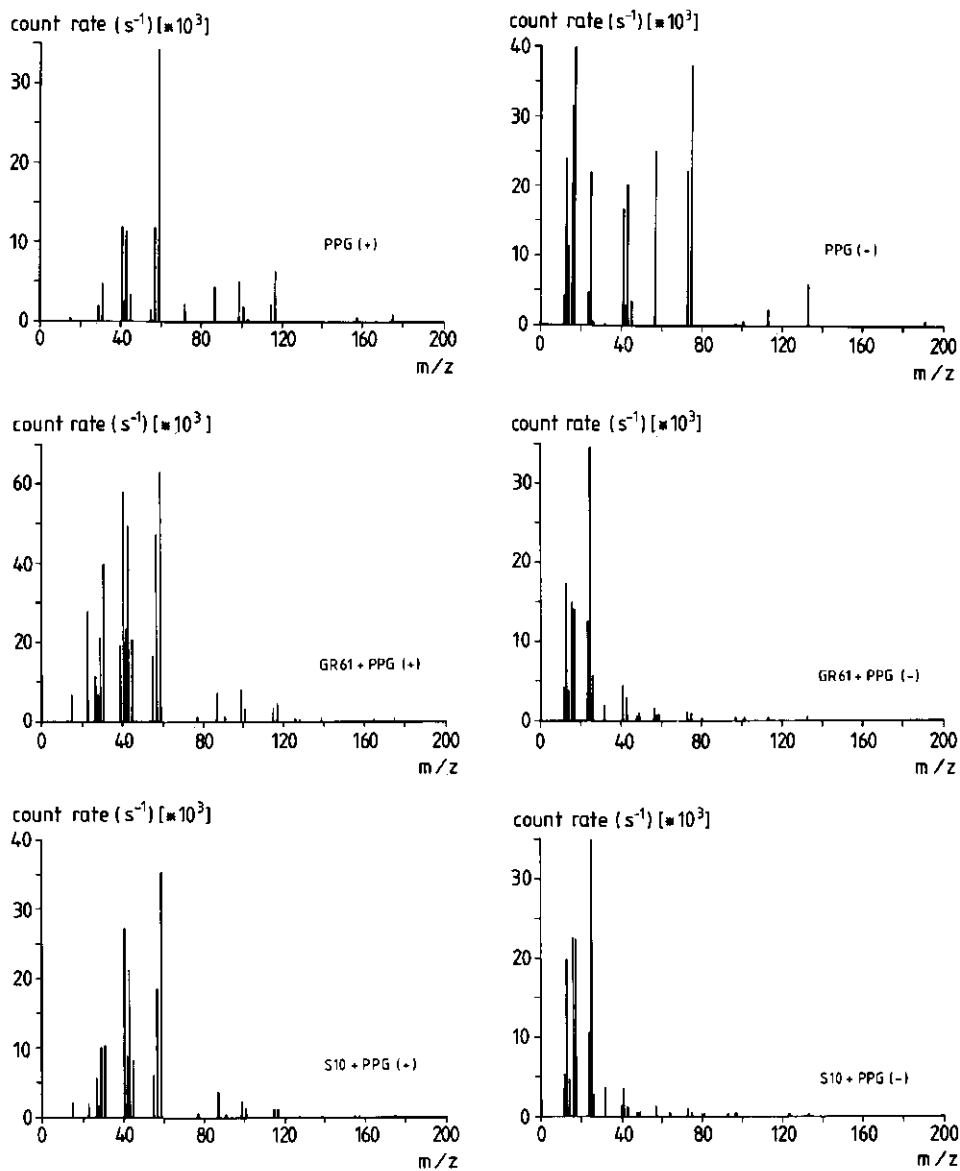 count rate (s⁻¹) [*10³]
30
20
10
0
PPG (+)
0 40 80 120 160 200
m/z
count rate (s⁻¹) [*10³]
40
30
20
10
0
PPG (-)
0 40 80 120 160 200
m/z
count rate (s⁻¹) [*10³]
60
40
20
0
GR61 + PPG (+)
0 40 80 120 160 200
m/z
count rate (s⁻¹) [*10³]
30
20
10
0
GR61 + PPG (-)
0 40 80 120 160 200
m/z
count rate (s⁻¹) [*10³]
40
30
20
10
0
S10 + PPG (+)
0 40 80 120 160 200
m/z
count rate (s⁻¹) [*10³]
30
20
10
0
S10 + PPG (-)
0 40 80 120 160 200
m/z